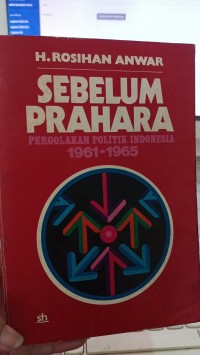 H. ROSIHAN ANWAR
SEBELUM
PRAHARA
PERGOLAKAN POLITIK INDONESIA
1961-1965
sh